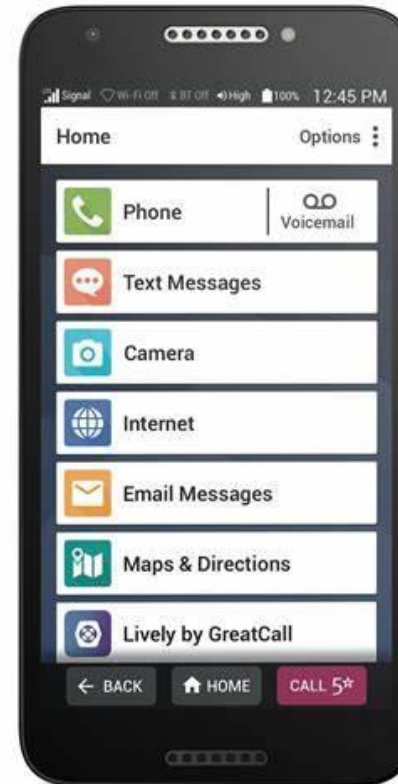 Signal Wi-Fi Off BT Off High 100% 12:45 PM
Home Options
Phone
Voicemail
Text Messages
Camera
Internet
Email Messages
Maps & Directions
Lively by GreatCall
BACK HOME CALL 5☆